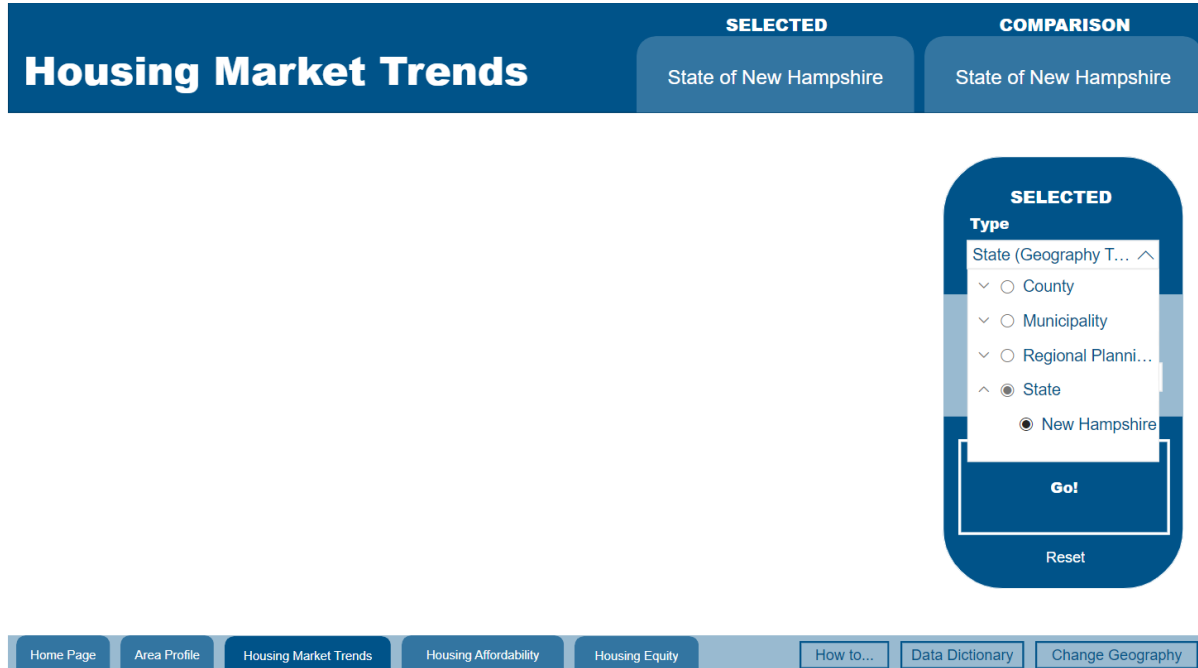 SELECTED
COMPARISON
Housing Market Trends
State of New Hampshire
State of New Hampshire
SELECTED
Type
State (Geography T...
County
Municipality
Regional Planni...
State
New Hampshire
Go!
Reset
Home Page
Area Profile
Housing Market Trends
Housing Affordability
Housing Equity
How to...
Data Dictionary
Change Geography